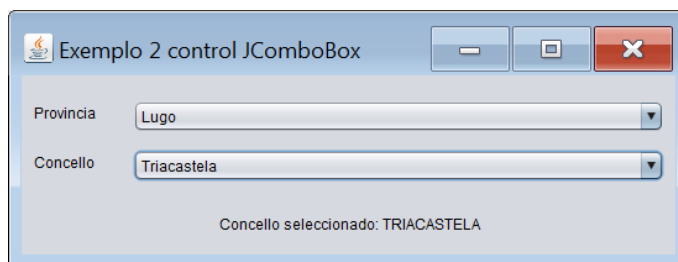 Exemplo 2 control JComboBox
Provincia
Lugo
Concello
Triacastela
Concello seleccionado: TRIACASTELA